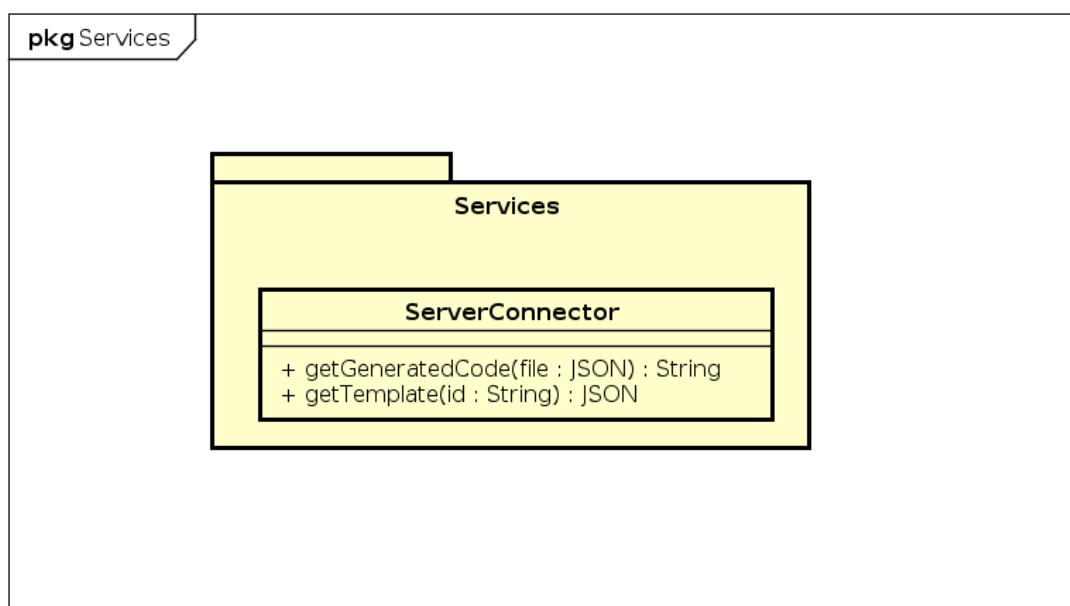 pkg Services
Services
ServerConnector
+ getGeneratedCode(file : JSON) : String
+ getTemplate(id : String) : JSON